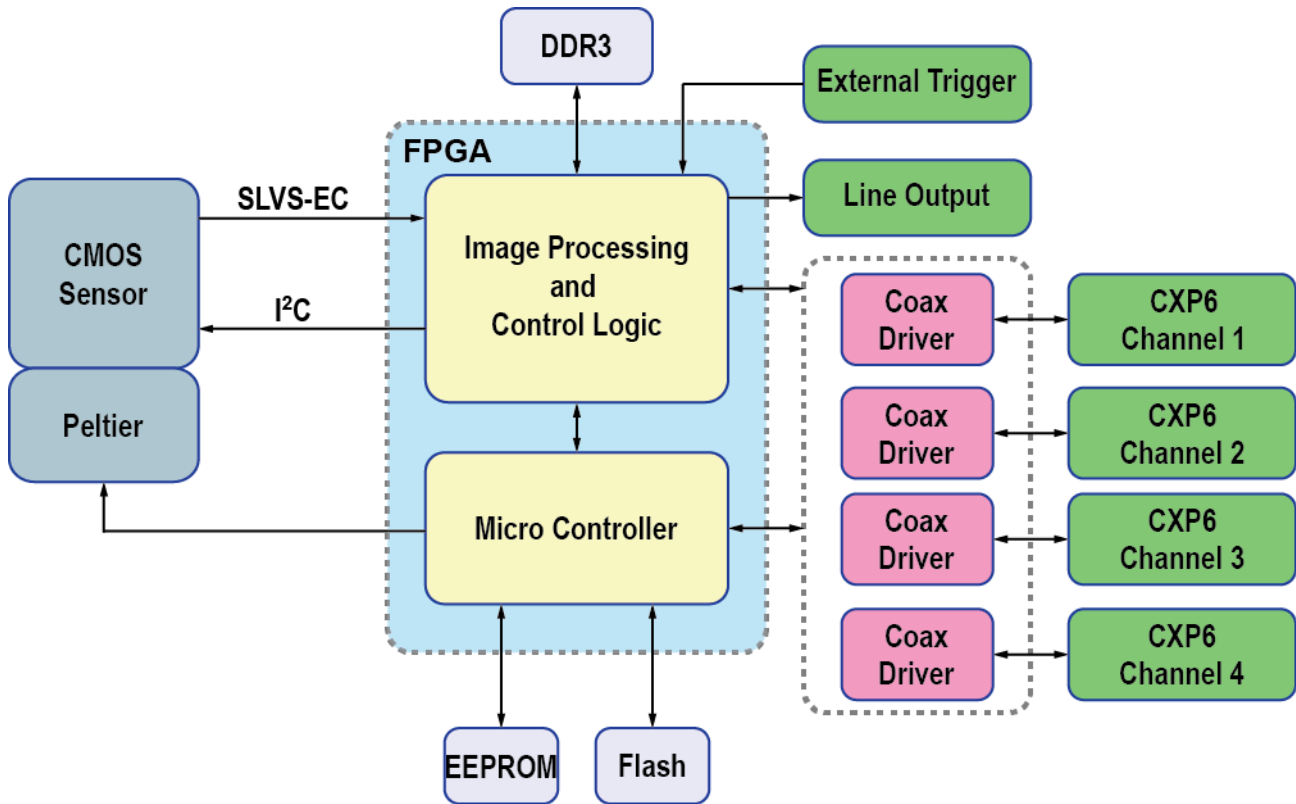 DDR3
External Trigger
FPGA
SLVS-EC
Line Output
CMOS
Sensor
Image Processing
and
Control Logic
I²C
Coax
Driver
CXP6
Channel 1
Peltier
Coax
Driver
CXP6
Channel 2
Micro Controller
Coax
Driver
CXP6
Channel 3
Coax
Driver
CXP6
Channel 4
EEPROM
Flash